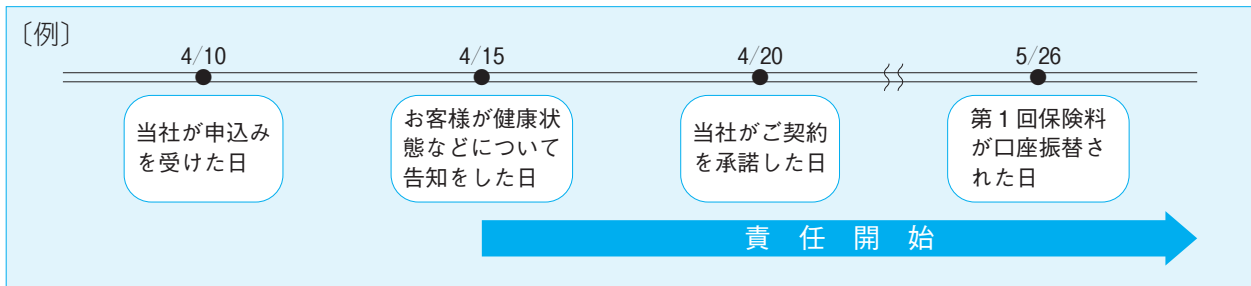 〔例〕
4/10
4/15
4/20
5/26
当社が申込み
を受けた日
お客様が健康状
態などについて
告知をした日
当社がご契約
を承諾した日
第1回保険料
が口座振替さ
れた日
責任開始